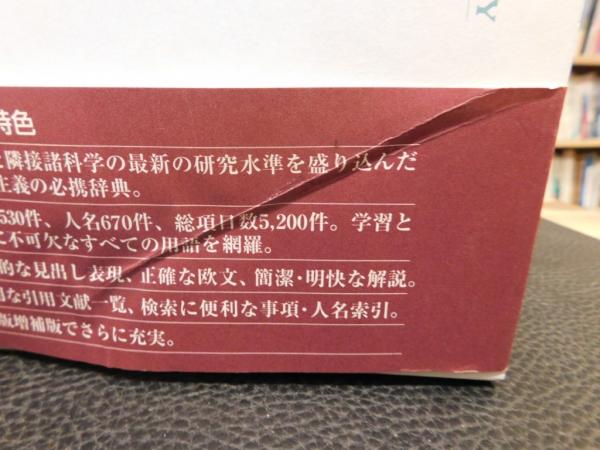 Y
特色
隣接諸科学の最新の研究水準を盛り込んだ
主義の必携辞典。
530件、人名670件、総項目数5,200件。学習と
に不可欠なすべての用語を網羅。
的な見出し表現、正確な欧文、簡潔・明快な解説。
な引用文献一覧、検索に便利な事項・人名索引。
版増補版でさらに充実。